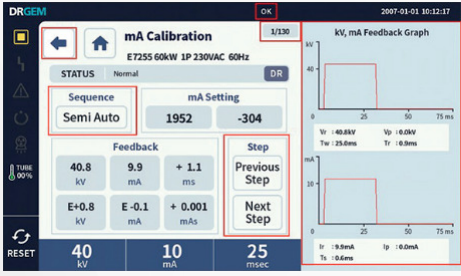 DRGEM
OK
2007-01-01 10:12:17
mA Calibration
1/130
E7255 60kW 1P 230VAC 60Hz
STATUS Normal DR
Sequence
Semi Auto
mA Setting
1952 -304
Feedback
40.8 kV
9.9 mA
+ 1.1 ms
E+0.8 kV
E -0.1 mA
+ 0.001 mAs
Step
Previous Step
Next Step
TUBE
00%
RESET
40 kV
10 mA
25 msec
kV, mA Feedback Graph
kV
40
0 25 50 75 ms
Vr : 40.8kV Vp : 0.0kV
Tw : 25.0ms Tr : 0.9ms
mA
10
0 25 50 75 ms
Ir : 9.9mA Ip : 0.0mA
Ts : 0.6ms